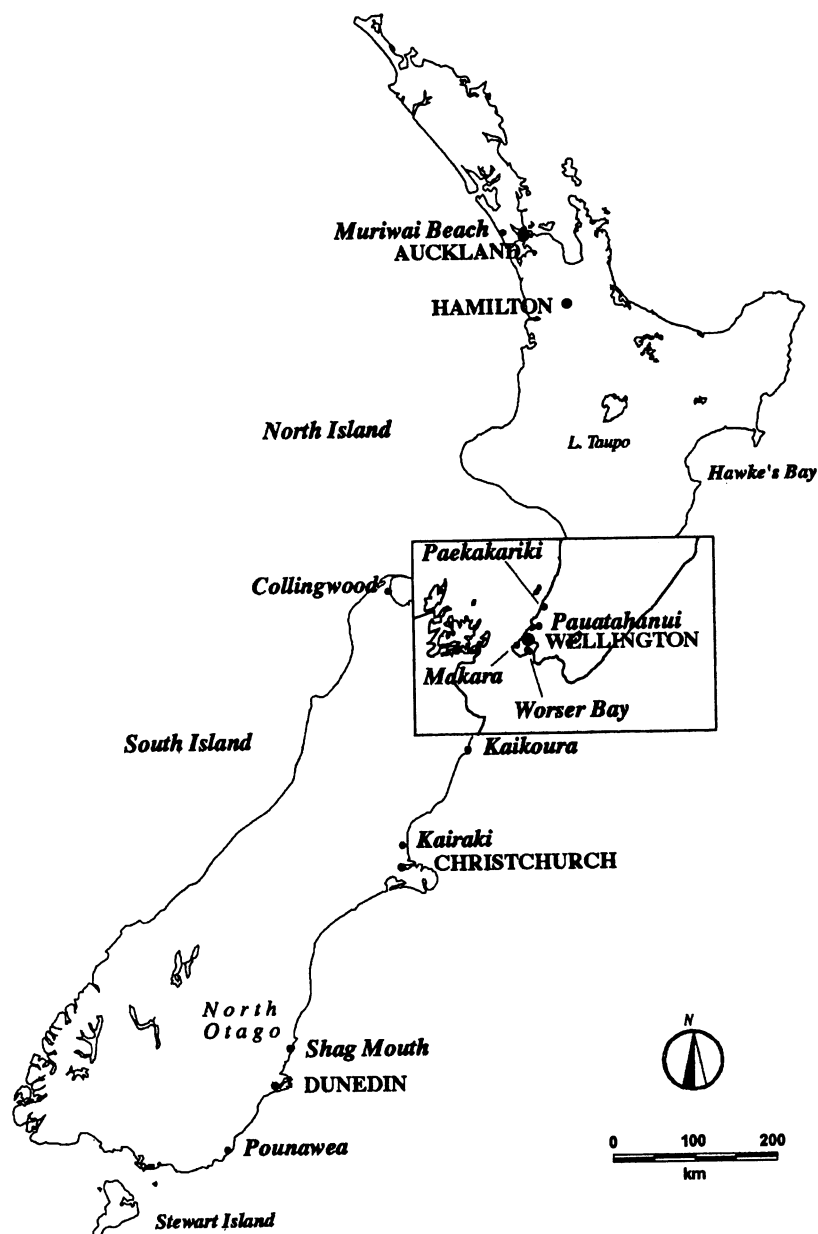 Muriwai Beach
AUCKLAND
HAMILTON
North Island
L. Taupo
Hawke's Bay
Paekakariki
Collingwood
Pauatahanui
WELLINGTON
Makara
Worser Bay
South Island
Kaikoura
Kairaki
CHRISTCHURCH
North
Otago
N
Shag Mouth
DUNEDIN
0 100 200
km
Pounawea
Stewart Island